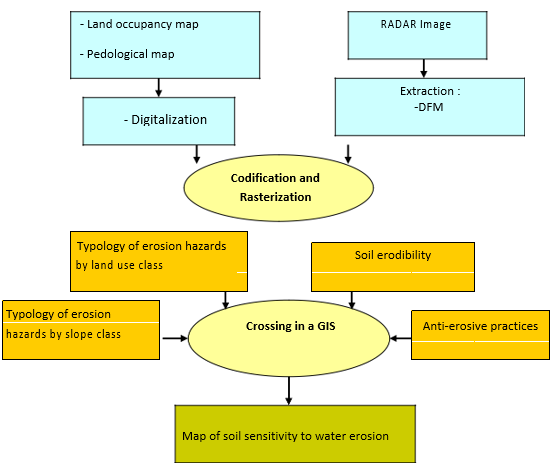 - Land occupancy map
- Pedological map
RADAR Image
- Digitalization
Extraction :
-DFM
Codification and
Rasterization
Typology of erosion hazards
by land use class
Soil erodibility
Typology of erosion
hazards by slope class
Crossing in a GIS
Anti-erosive practices
Map of soil sensitivity to water erosion